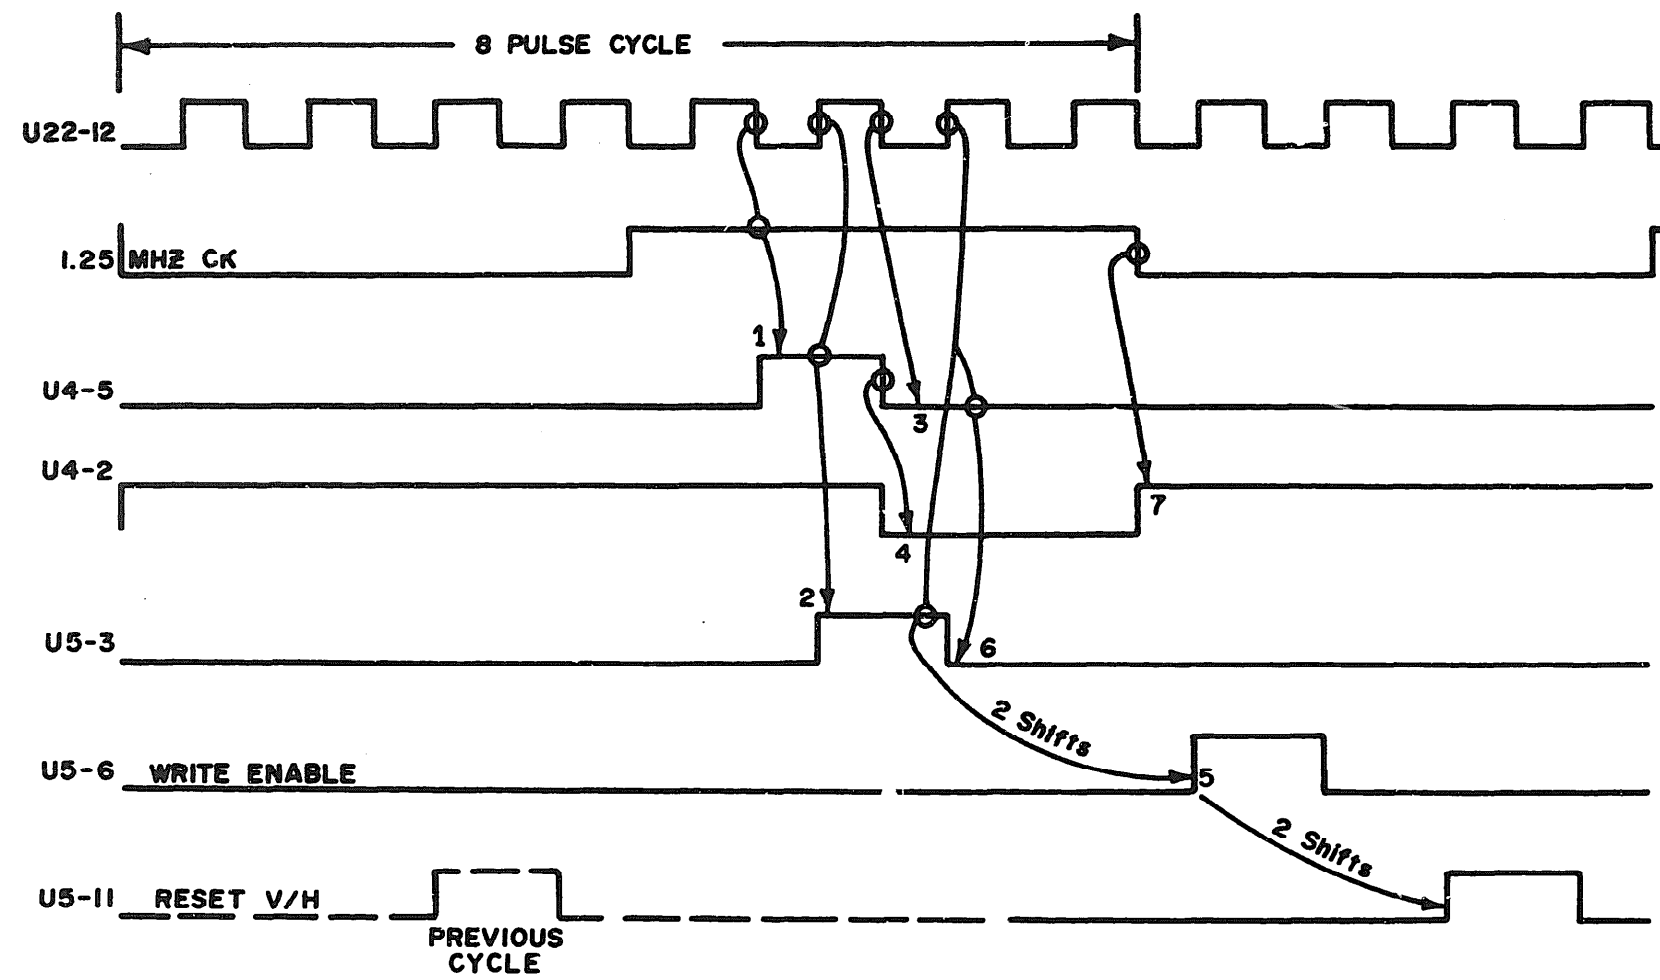 8 PULSE CYCLE
U22-12
1.25 MHZ CK
1
U4-5
3
U4-2
7
4
2
U5-3
6
2 Shifts
U5-6 WRITE ENABLE
5
2 Shifts
U5-11 RESET V/H
PREVIOUS
CYCLE